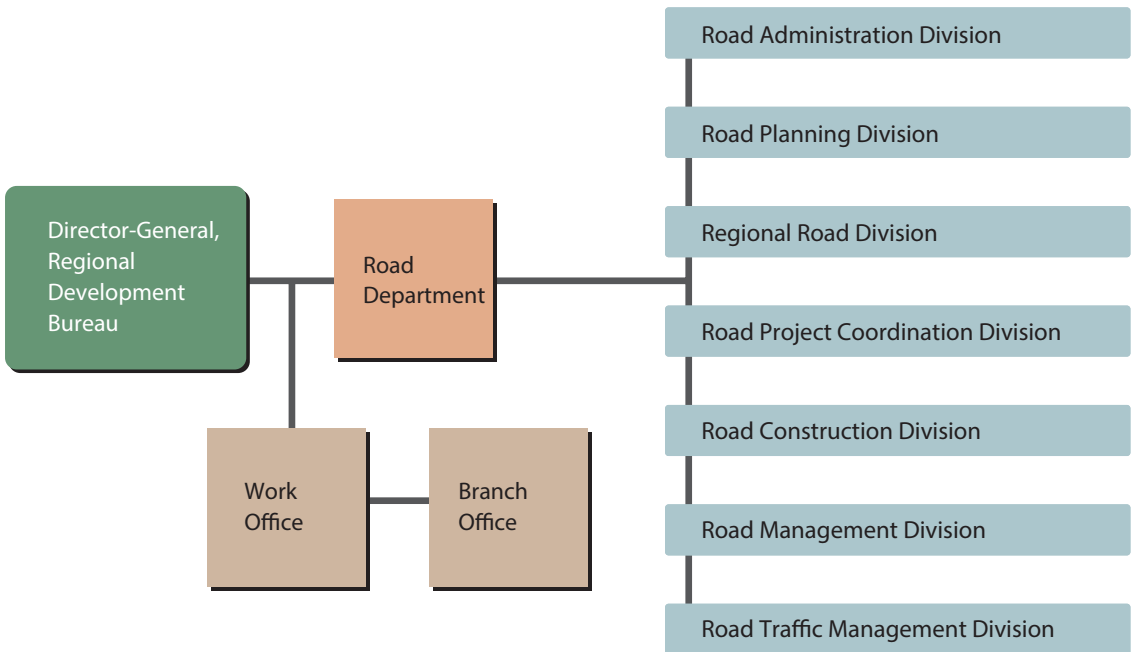 Director-General,
Regional
Development
Bureau
Road
Department
Work
Office
Branch
Office
Road Administration Division
Road Planning Division
Regional Road Division
Road Project Coordination Division
Road Construction Division
Road Management Division
Road Traffic Management Division